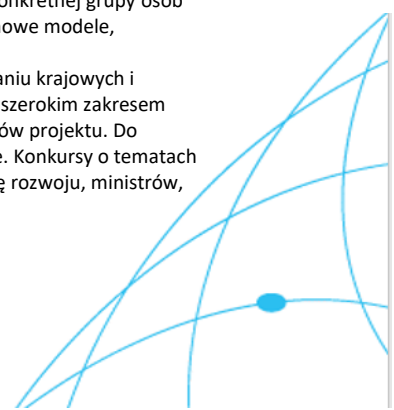 onkretnej grupy osób
owe modele,
aniu krajowych i
szerokim zakresem
ów projektu. Do
e. Konkursy o tematach
ę rozwoju, ministrów,